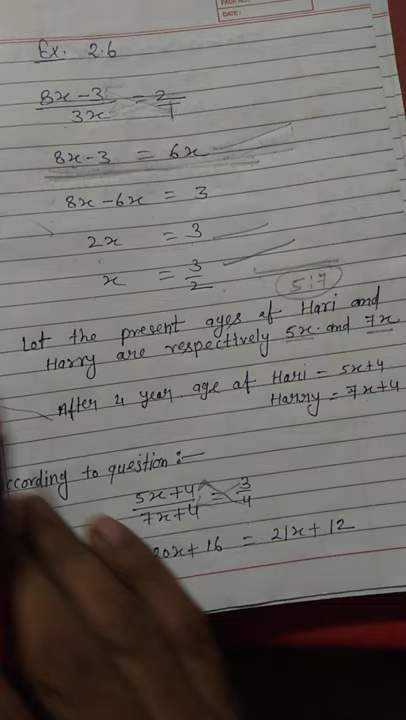 PAGE NO.:
DATE:
Ex. 2.6
8x-3/3x = 2/1
8x-3 = 6x
8x-6x = 3
2x = 3
x = 3/2
5:7
Let the present ages of Hari and
Harry are respectively 5x and 7x
After 4 year age of Hari = 5x+4
Harry = 7x+4
ccording to question:-
5x+4/7x+4 = 3/4
20x+16 = 21x+12